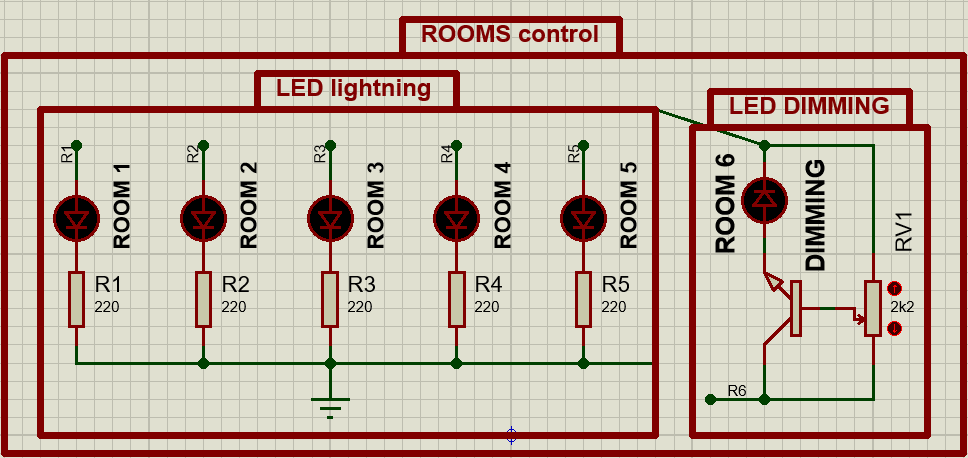 ROOMS control
LED lightning
LED DIMMING
R1
R2
R3
R4
R5
ROOM 1
ROOM 2
ROOM 3
ROOM 4
ROOM 5
ROOM 6
DIMMING
RV1
R1
220
R2
220
R3
220
R4
220
R5
220
2k2
R6